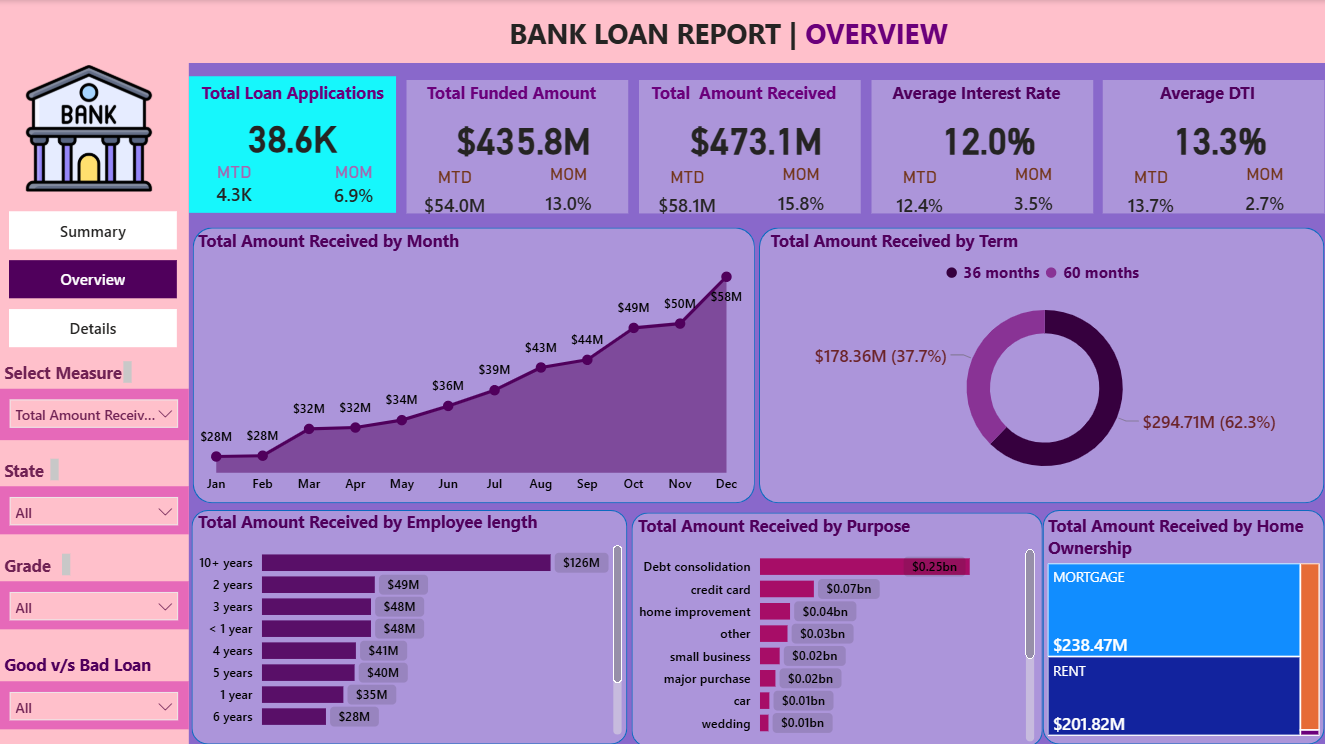 BANK LOAN REPORT | OVERVIEW
BANK
Summary
Overview
Details
Select Measure
Total Amount Receiv...
State
All
Grade
All
Good v/s Bad Loan
All
Total Loan Applications
38.6K
MTD MOM
4.3K 6.9%
Total Funded Amount
$435.8M
MTD MOM
$54.0M 13.0%
Total Amount Received
$473.1M
MTD MOM
$58.1M 15.8%
Average Interest Rate
12.0%
MTD MOM
12.4% 3.5%
Average DTI
13.3%
MTD MOM
13.7% 2.7%
Total Amount Received by Month
$28M $28M $32M $32M $34M $36M $39M $43M $44M $49M $50M $58M
Jan Feb Mar Apr May Jun Jul Aug Sep Oct Nov Dec
Total Amount Received by Term
36 months 60 months
$178.36M (37.7%)
$294.71M (62.3%)
Total Amount Received by Employee length
10+ years $126M
2 years $49M
3 years $48M
< 1 year $48M
4 years $41M
5 years $40M
1 year $35M
6 years $28M
Total Amount Received by Purpose
Debt consolidation $0.25bn
credit card $0.07bn
home improvement $0.04bn
other $0.03bn
small business $0.02bn
major purchase $0.02bn
car $0.01bn
wedding $0.01bn
Total Amount Received by Home
Ownership
MORTGAGE
$238.47M
RENT
$201.82M